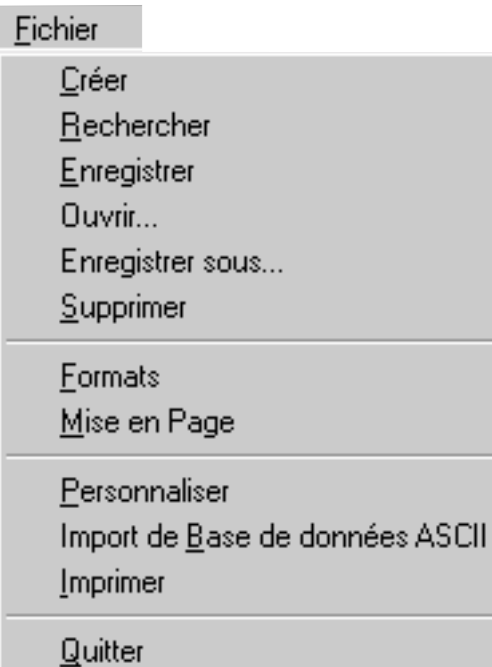 Fichier
Créer
Rechercher
Enregistrer
Ouvrir...
Enregistrer sous...
Supprimer
Formats
Mise en Page
Personnaliser
Import de Base de données ASCII
Imprimer
Quitter